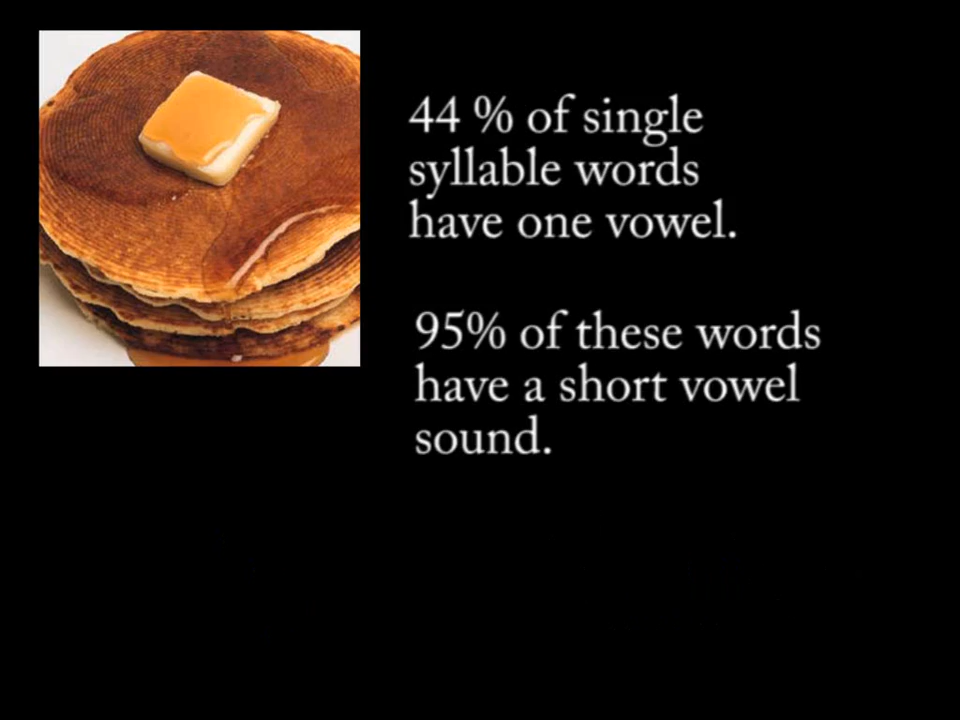 44 % of single
syllable words
have one vowel.
95% of these words
have a short vowel
sound.